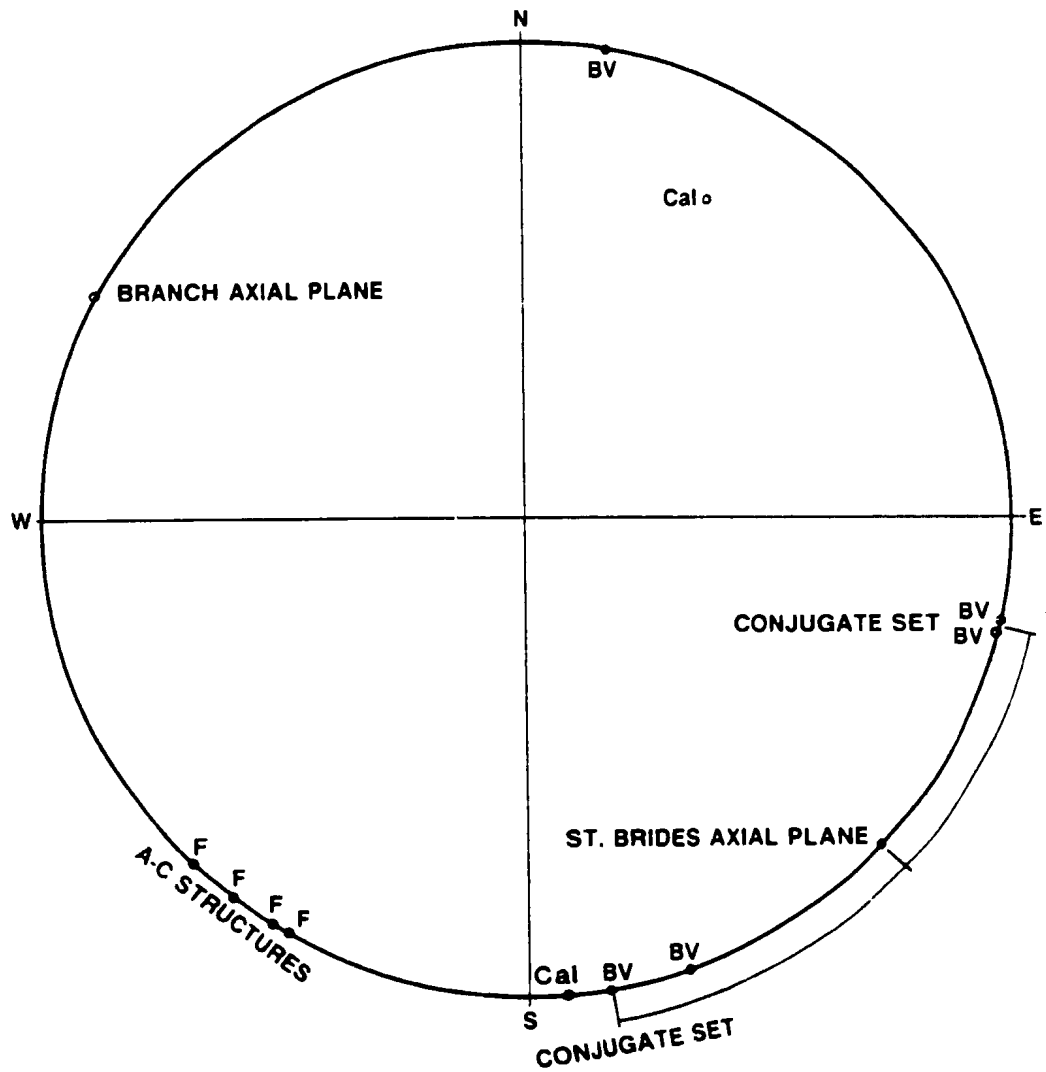 N
BV
Cal
BRANCH AXIAL PLANE
W
E
BV
CONJUGATE SET BV
ST. BRIDES AXIAL PLANE
F
A-C STRUCTURES
F
F F
BV
Cal BV
S
CONJUGATE SET